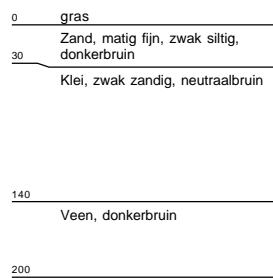 0 gras
Zand, matig fijn, zwak siltig,
donkerbruin
30
Klei, zwak zandig, neutraalbruin
140
Veen, donkerbruin
200